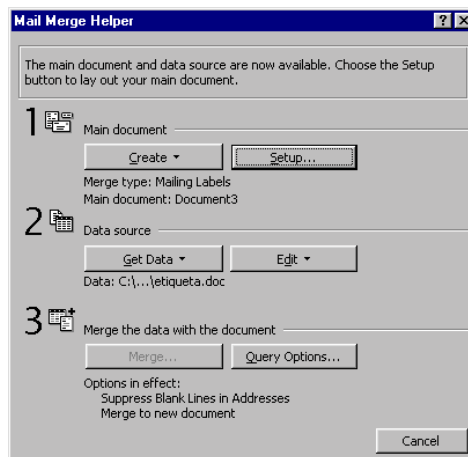 Mail Merge Helper
The main document and data source are now available. Choose the Setup
button to lay out your main document.
1 Main document
Create Setup...
Merge type: Mailing Labels
Main document: Document3
2 Data source
Get Data Edit
Data: C:\...\etiqueta.doc
3 Merge the data with the document
Merge... Query Options...
Options in effect:
Suppress Blank Lines in Addresses
Merge to new document
Cancel